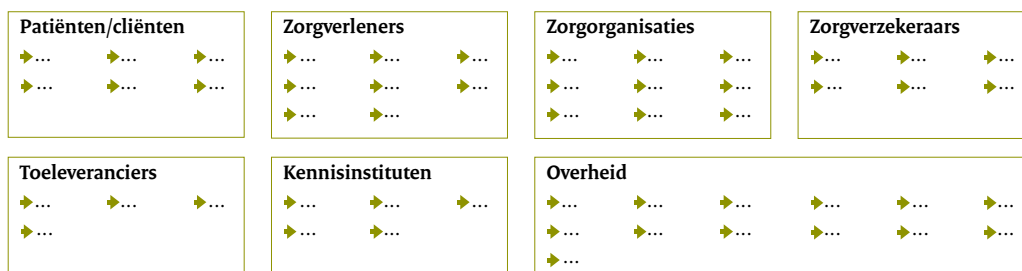 Patiënten/cliënten
... ... ...
... ... ...
Zorgverleners
... ... ...
... ... ...
... ...
Zorgorganisaties
... ... ...
... ... ...
... ... ...
Zorgverzekeraars
... ... ...
... ... ...
Toeleveranciers
... ... ...
...
Kennisinstituten
... ... ...
... ...
Overheid
... ... ... ... ... ...
... ... ... ... ... ...
...